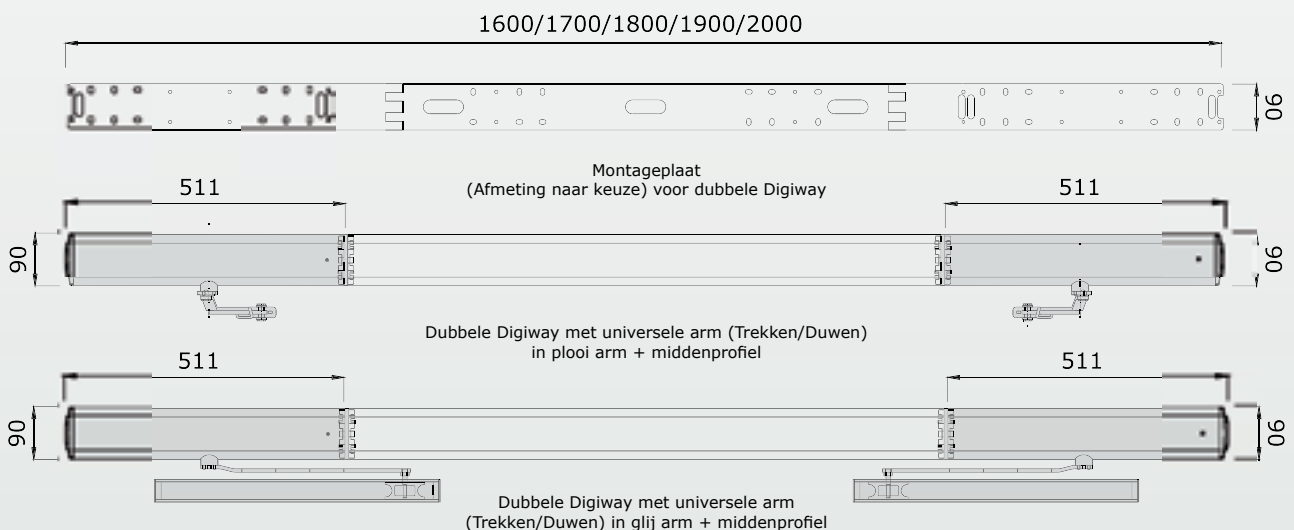 1600/1700/1800/1900/2000
90
Montageplaat
(Afmeting naar keuze) voor dubbele Digiway
511
511
90
90
Dubbele Digiway met universele arm (Trekken/Duwen)
in plooi arm + middenprofiel
511
511
90
90
Dubbele Digiway met universele arm
(Trekken/Duwen) in glij arm + middenprofiel